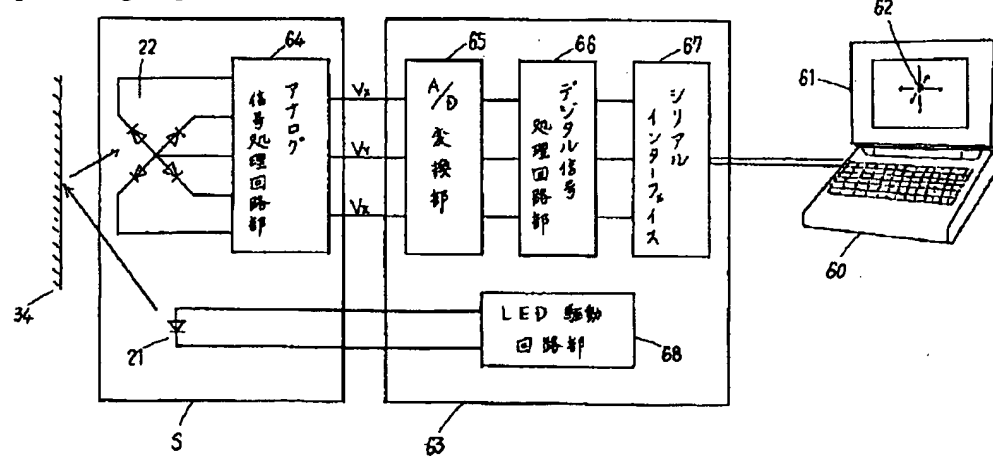 62
22
64
65
66
67
61
アナログ
信号処理回路部
Vx
Vy
Vz
A/D変換部
デジタル信号
処理回路部
シリアル
インターフェイス
60
34
21
LED 駆動
回路部
68
S
63